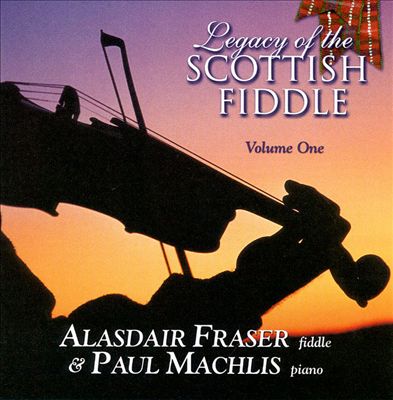 Legacy of the
SCOTTISH
FIDDLE
Volume One
ALASDAIR FRASER fiddle
& PAUL MACHLIS piano